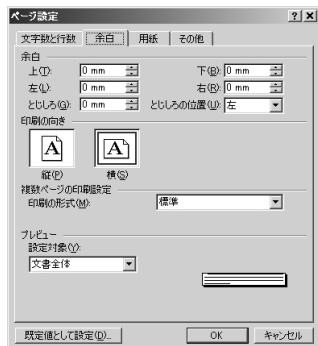 ページ設定
文字数と行数 余白 用紙 その他
余白
上(T): 0 mm 下(B): 0 mm
左(L): 0 mm 右(R): 0 mm
とじしろ(G): 0 mm とじしろの位置(U): 左
印刷の向き
A A
縦(P) 横(S)
複数ページの印刷設定
印刷の形式(M): 標準
プレビュー
設定対象(Y):
文書全体
既定値として設定(D)... OK キャンセル